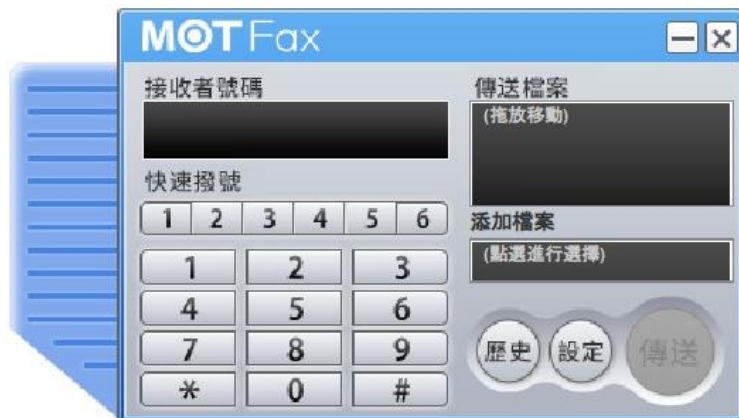 MOTFax
接收者號碼
快速撥號
1 2 3 4 5 6
1 2 3
4 5 6
7 8 9
* 0 #
傳送檔案
(拖放移動)
添加檔案
(點選進行選擇)
歷史 設定 傳送